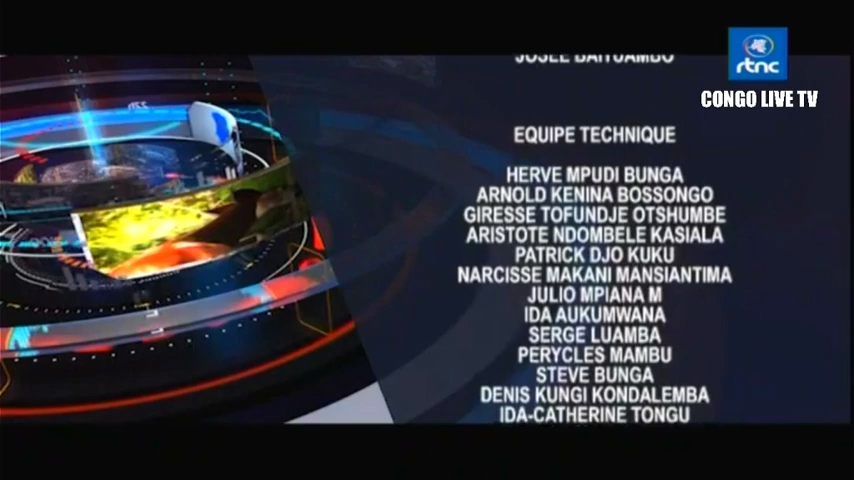 rtnc
CONGO LIVE TV
EQUIPE TECHNIQUE
HERVE MPUDI BUNGA
ARNOLD KENINA BOSSONGO
GIRESSE TOFUNDJE OTSHUMBE
ARISTOTE NDOMBELE KASIALA
PATRICK DJO KUKU
NARCISSE MAKANI MANSIANTIMA
JULIO MPIANA M
IDA AUKUMWANA
SERGE LUAMBA
PERYCLES MAMBU
STEVE BUNGA
DENIS KUNGI KONDALEMBA
IDA-CATHERINE TONGU